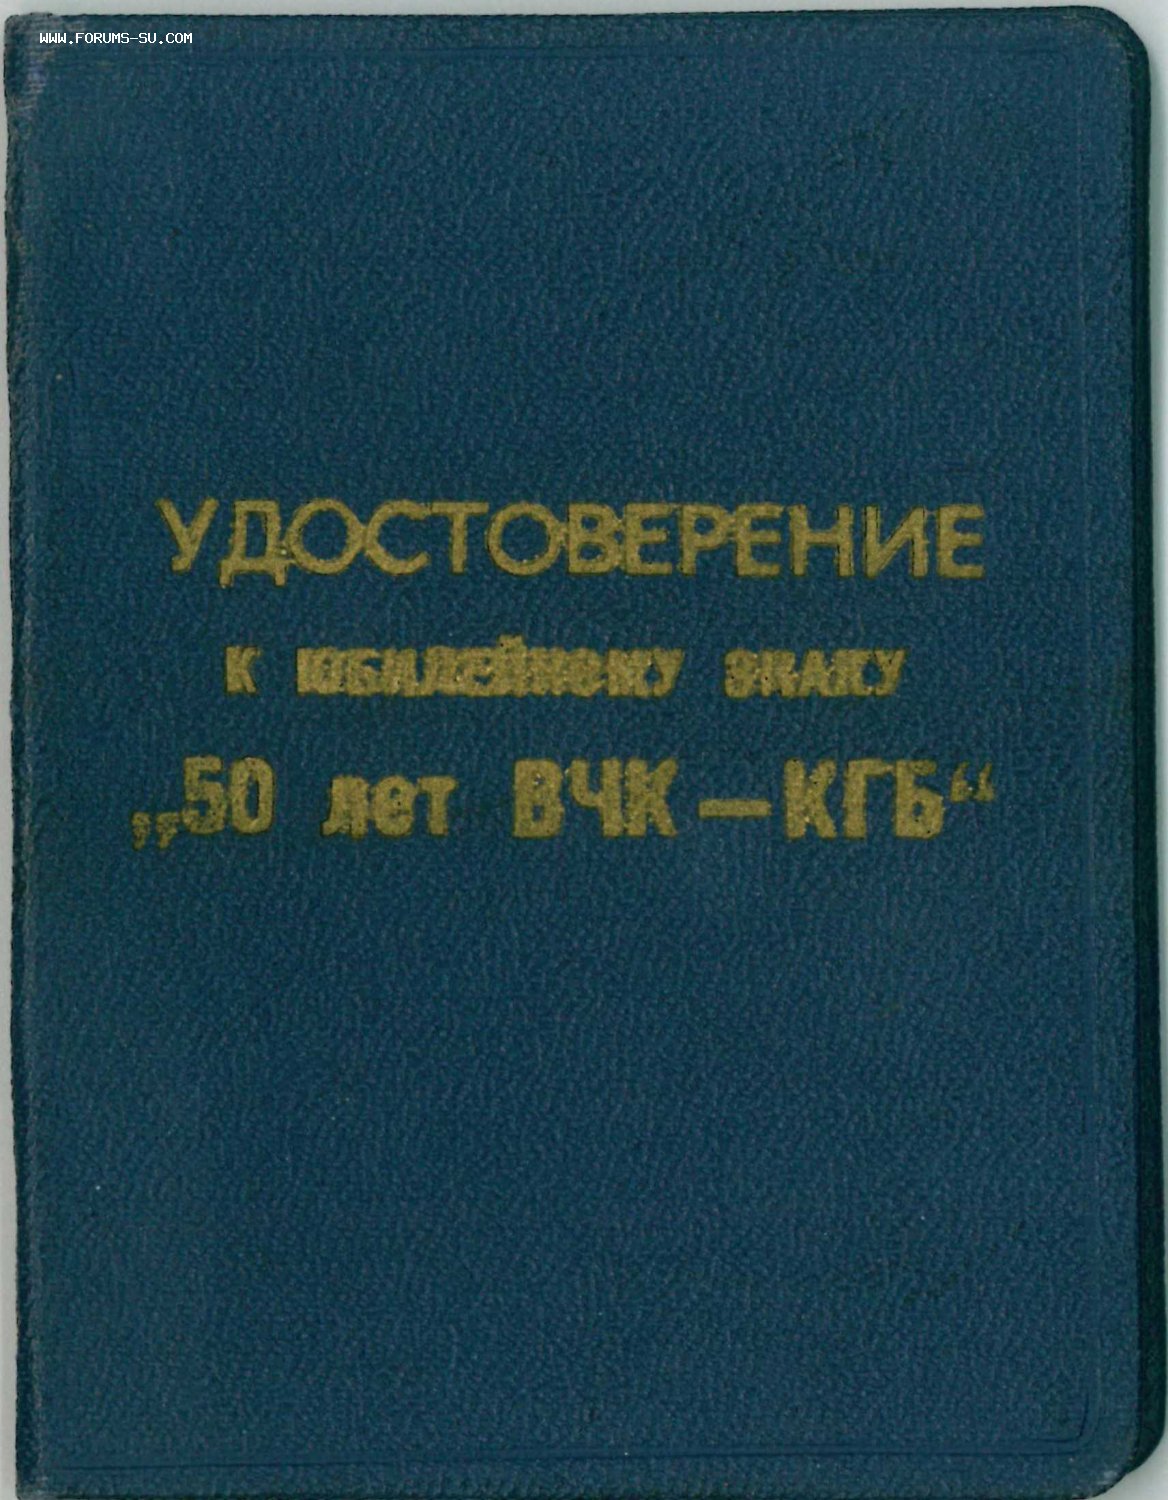 WWW.FORUMS-SU.COM
УДОСТОВЕРЕНИЕ
К ЮБИЛЕЙНОМУ ЗНАКУ
„50 лет ВЧК—КГБ“